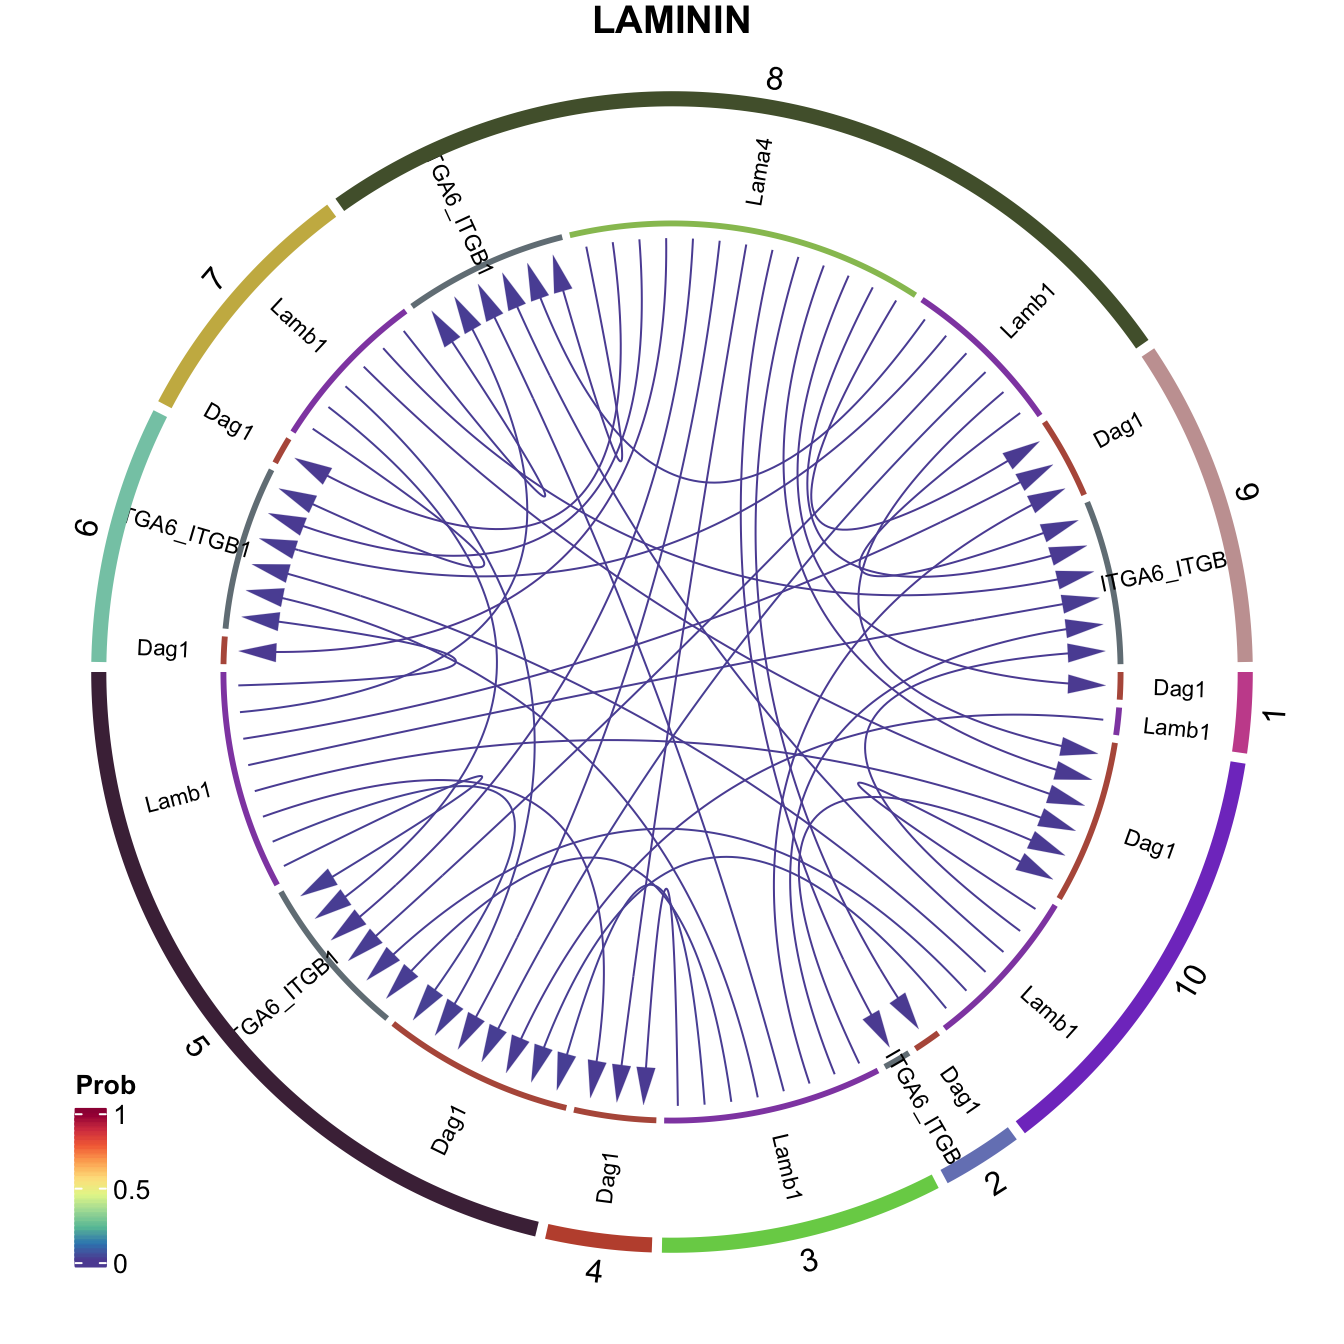 LAMININ
8
Lama4
Lamb1
Dag1
9
ITGA6_ITGB
Dag1
1
Lamb1
Dag1
10
Lamb1
Dag1
ITGA6_ITGB
2
Lamb1
3
Dag1
4
Dag1
TGA6_ITGB1
5
Lamb1
Dag1
TGA6_ITGB1
6
Dag1
7
Lamb1
TGA6_ITGB1
Prob
1
0.5
0